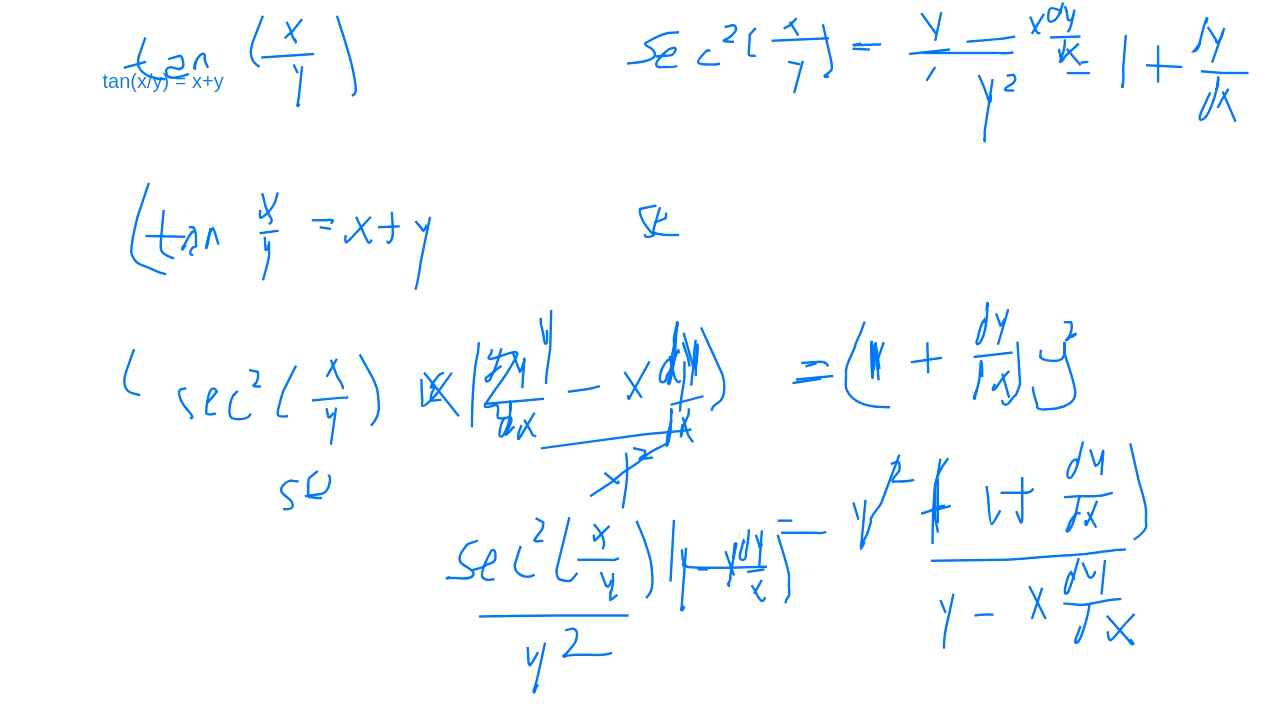 tan (x/y)
tan(x/y) = x+y
sec²(x/y) = y - x dy/dx / y² = 1 + dy/dx
(tan x/y = x+y
sec²(x/y) ( y - x dy/dx ) = (1 + dy/dx) y²
sec²(x/y) y - x dy/x = y² ( 1 + dy/dx )
y²
y - x dy/dx